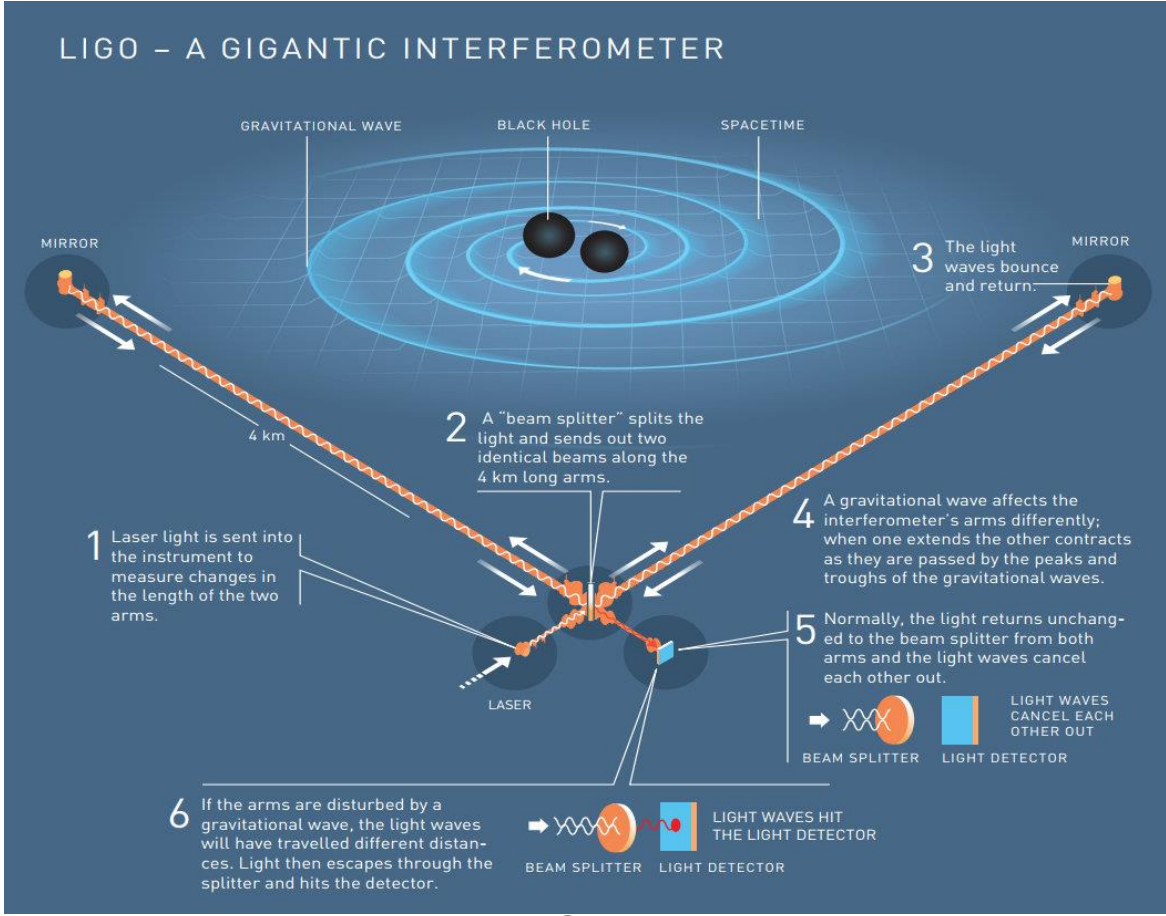 LIGO – A GIGANTIC INTERFEROMETER
GRAVITATIONAL WAVE
BLACK HOLE
SPACETIME
MIRROR
3 The light
waves bounce
and return.
MIRROR
4 km
2 A "beam splitter" splits the
light and sends out two
identical beams along the
4 km long arms.
1 Laser light is sent into
the instrument to
measure changes in
the length of the two
arms.
4 A gravitational wave affects the
interferometer's arms differently;
when one extends the other contracts
as they are passed by the peaks and
troughs of the gravitational waves.
5 Normally, the light returns unchang-
ed to the beam splitter from both
arms and the light waves cancel
each other out.
LIGHT WAVES
CANCEL EACH
OTHER OUT
BEAM SPLITTER
LIGHT DETECTOR
LASER
6 If the arms are disturbed by a
gravitational wave, the light waves
will have travelled different distan-
ces. Light then escapes through the
splitter and hits the detector.
LIGHT WAVES HIT
THE LIGHT DETECTOR
BEAM SPLITTER
LIGHT DETECTOR